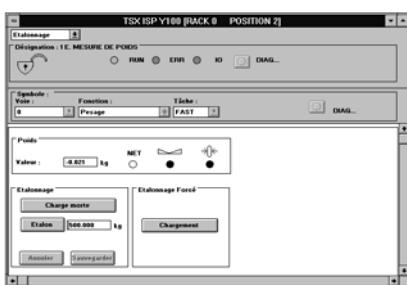 TSX ISP Y100 [RACK 0 POSITION 2]
Etalonnage
Désignation : 1 E. MESURE DE POIDS
RUN ERR IO DIAG...
Symbole :
Voie : Fonction : Tâche :
0 Pesage FAST DIAG...
Poids
NET
Valeur : -0.021 kg
Etalonnage Etalonnage Forcé
Charge morte
Etalon 500.000 kg Chargement
Annuler Sauvegarder